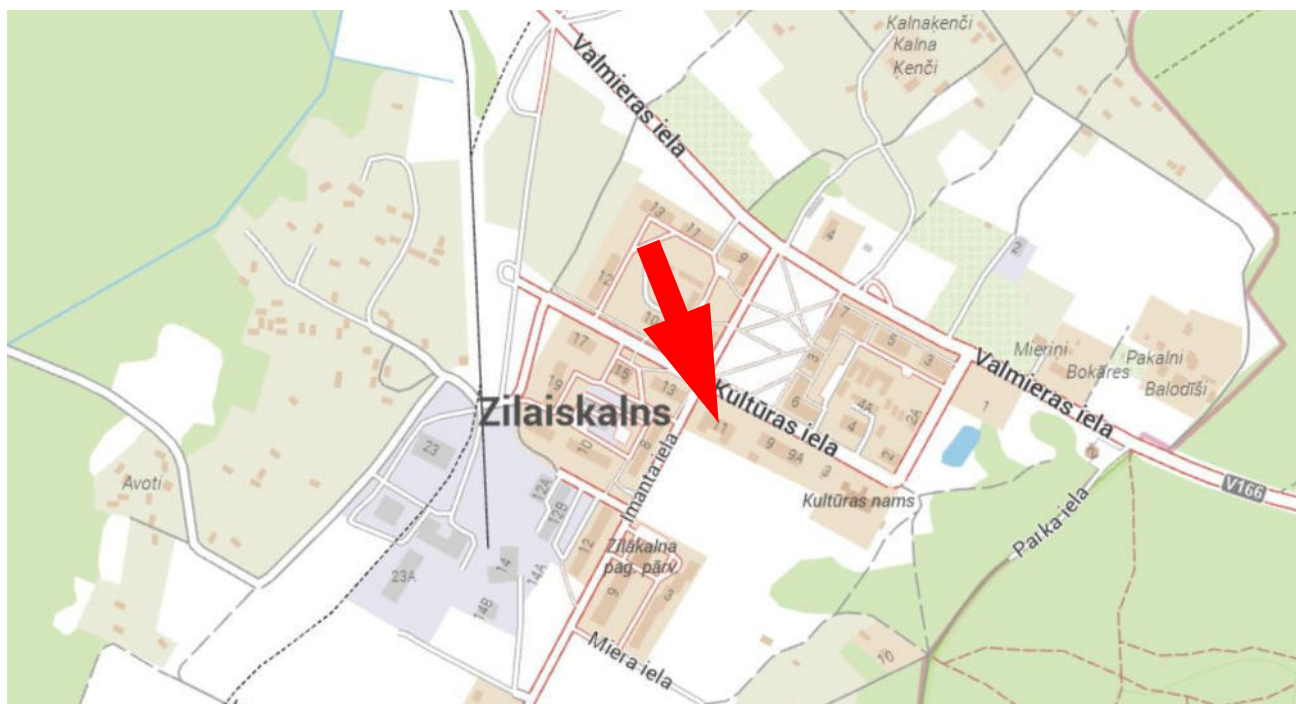 Kalnaķenči
Kalna
Ķenči
Valmieras iela
13
11
9
4
2
12
10
7
5
3
3
17
15
13
19
6
4A
4
2A
2
Mieriņi
Bokāres
Pakalni
Balodīši
Valmieras iela
1
Kultūras iela
Zilaiskalns
11
9
9A
3
10
8
Imanta iela
23
Avoti
12A
12B
12
Kultūras nams
V166
Parka iela
Zilākalna
pag. pārv.
14
14A
23A
14B
9
3
Miera iela
10